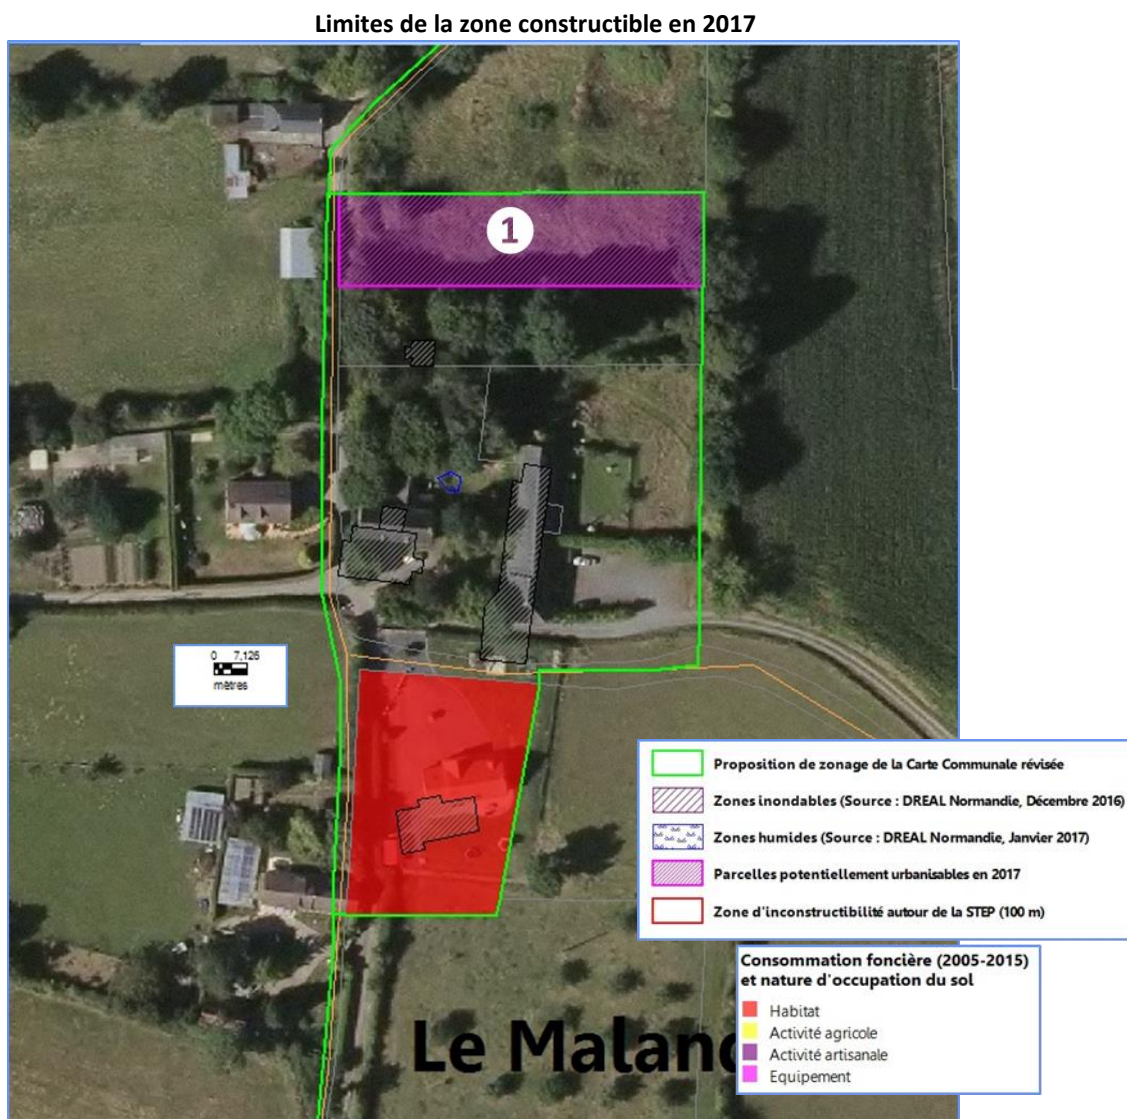 Limites de la zone constructible en 2017
1
0 7,125
mètres
Proposition de zonage de la Carte Communale révisée
Zones inondables (Source : DREAL Normandie, Décembre 2016)
Zones humides (Source : DREAL Normandie, Janvier 2017)
Parcelles potentiellement urbanisables en 2017
Zone d'inconstructibilité autour de la STEP (100 m)
Consommation foncière (2005-2015)
et nature d'occupation du sol
Habitat
Activité agricole
Activité artisanale
Equipement
Le Maland